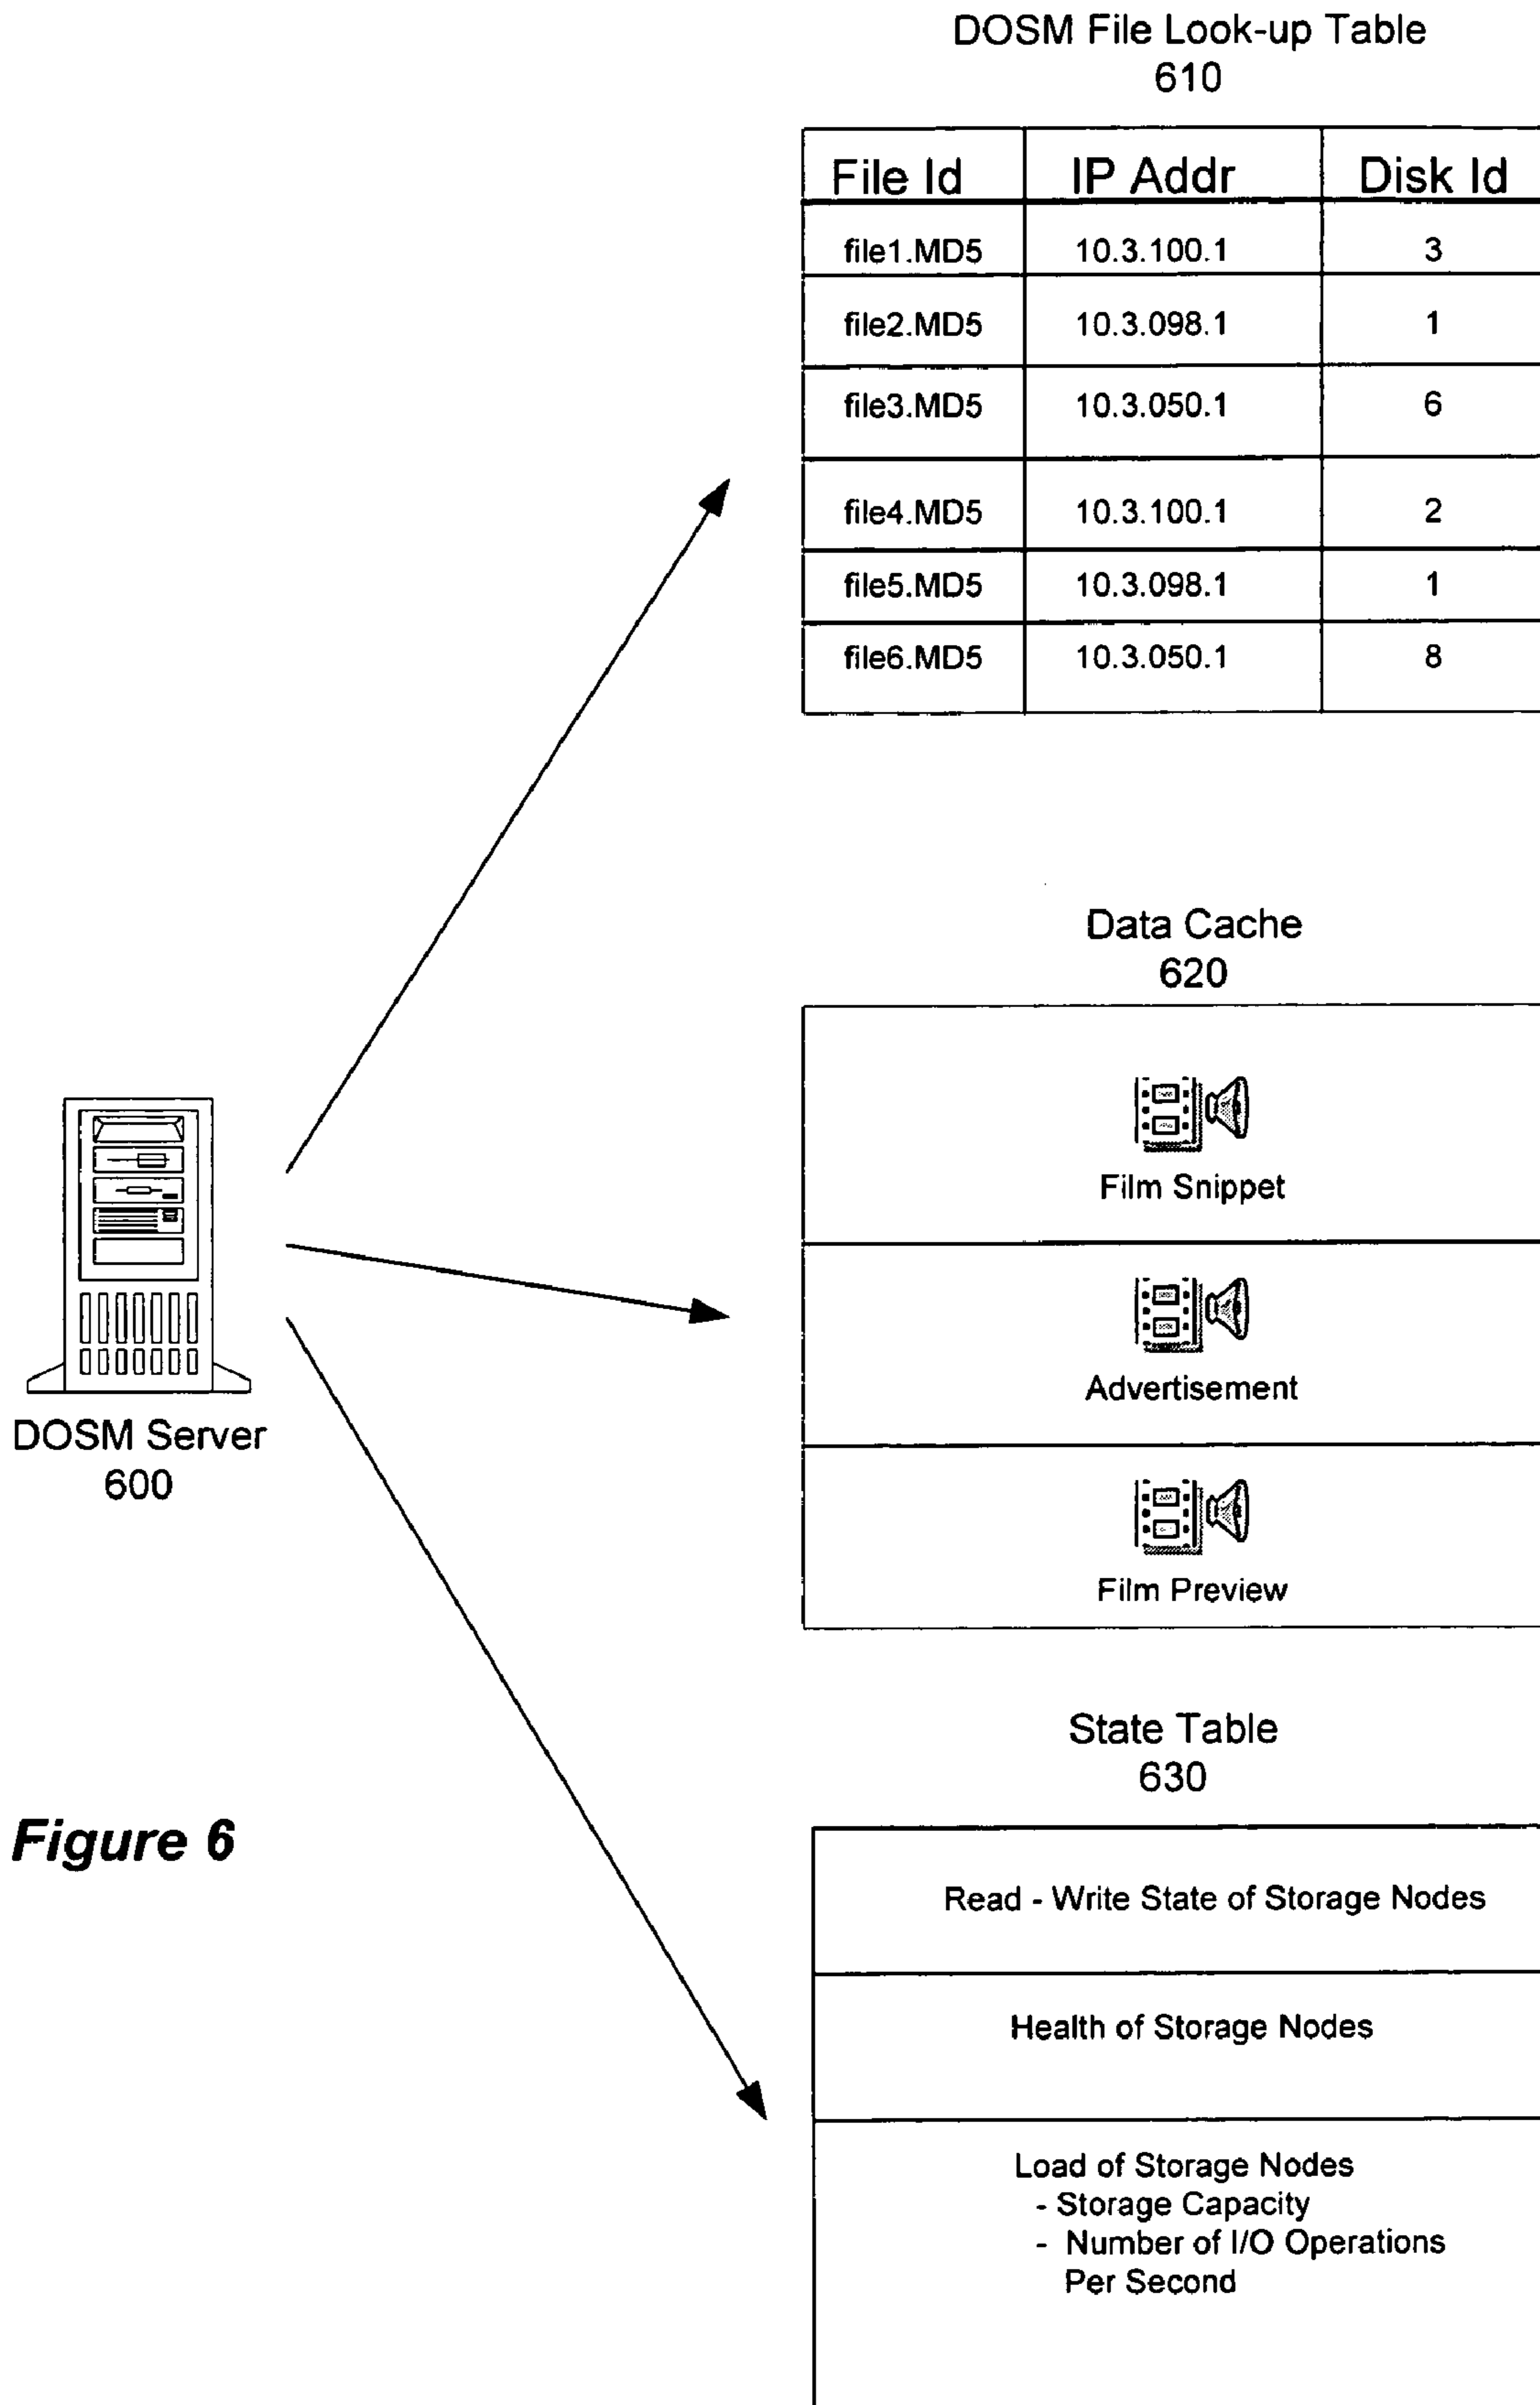 DOSM File Look-up Table
610
File Id IP Addr Disk Id
file1.MD5 10.3.100.1 3
file2.MD5 10.3.098.1 1
file3.MD5 10.3.050.1 6
file4.MD5 10.3.100.1 2
file5.MD5 10.3.098.1 1
file6.MD5 10.3.050.1 8
Data Cache
620
Film Snippet
Advertisement
Film Preview
DOSM Server
600
State Table
630
Read - Write State of Storage Nodes
Health of Storage Nodes
Load of Storage Nodes
- Storage Capacity
- Number of I/O Operations
Per Second
Figure 6